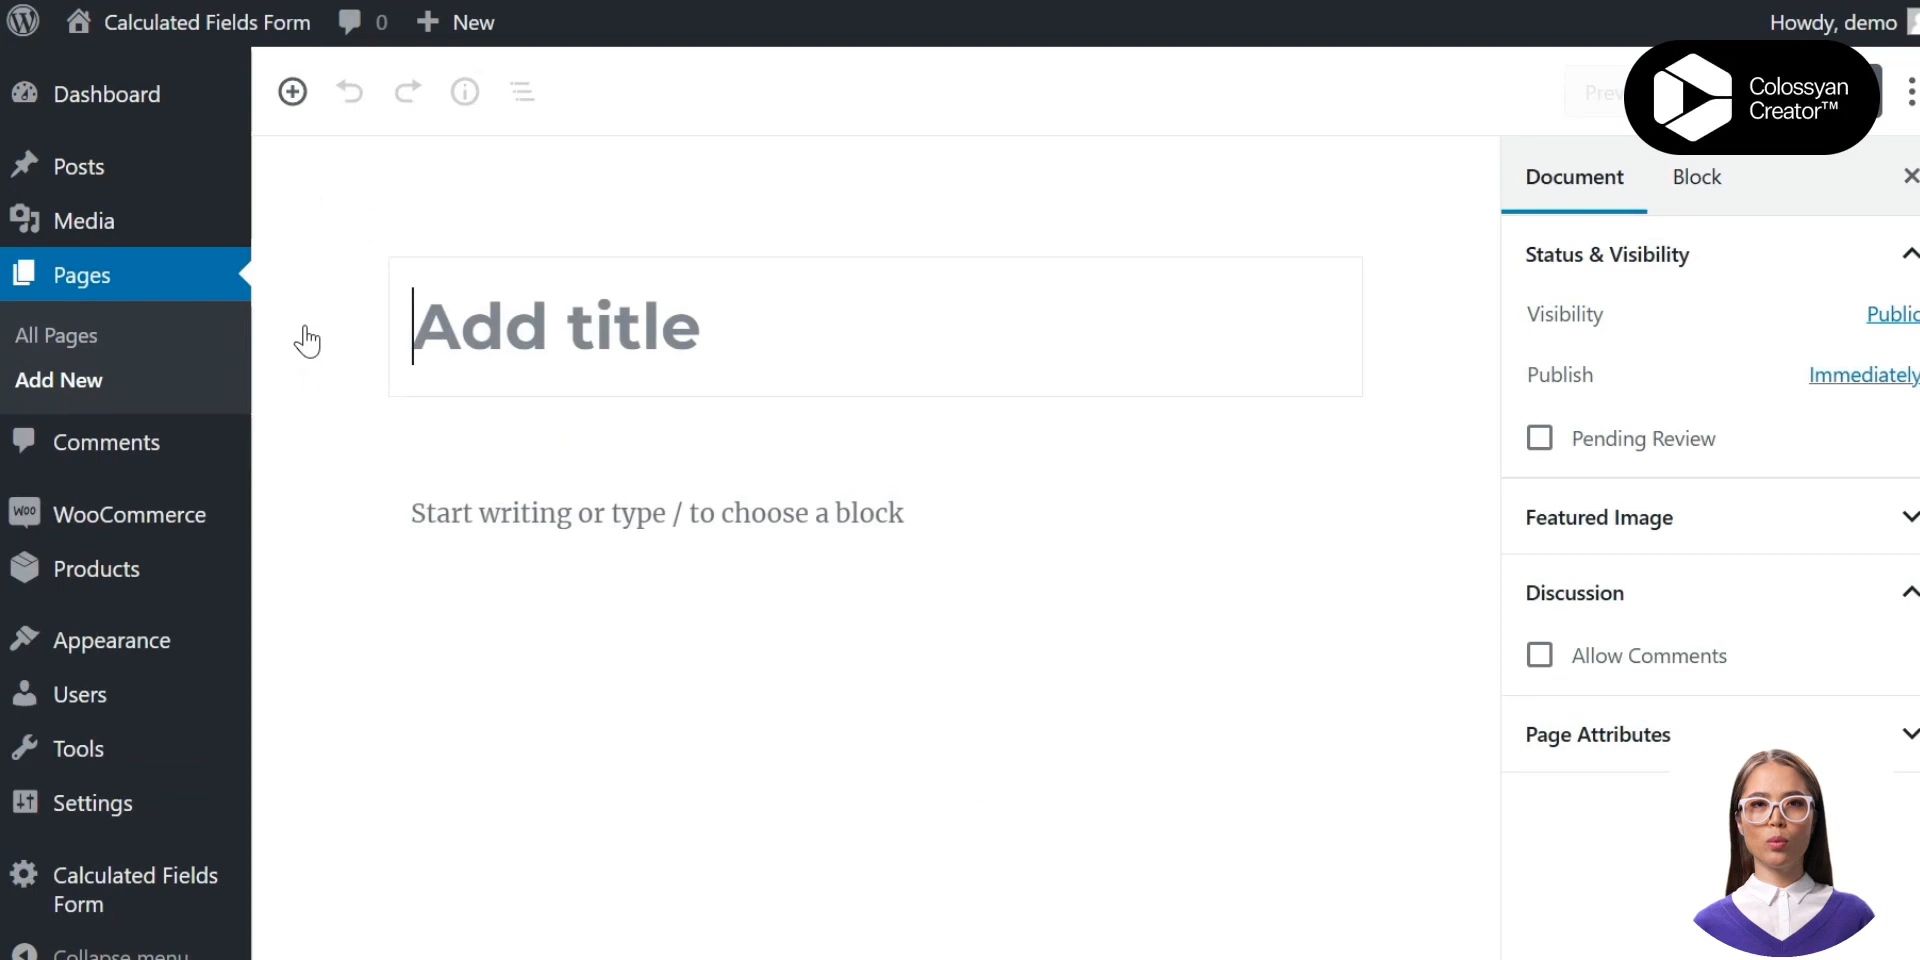 Calculated Fields Form 0 New Howdy, demo
Dashboard
Posts
Media
Pages
All Pages
Add New
Comments
Woo WooCommerce
Products
Appearance
Users
Tools
Settings
Calculated Fields
Form
Collapse menu
Add title
Start writing or type / to choose a block
Prev
Colossyan
Creator™
Document Block
Status & Visibility
Visibility Public
Publish Immediately
Pending Review
Featured Image
Discussion
Allow Comments
Page Attributes